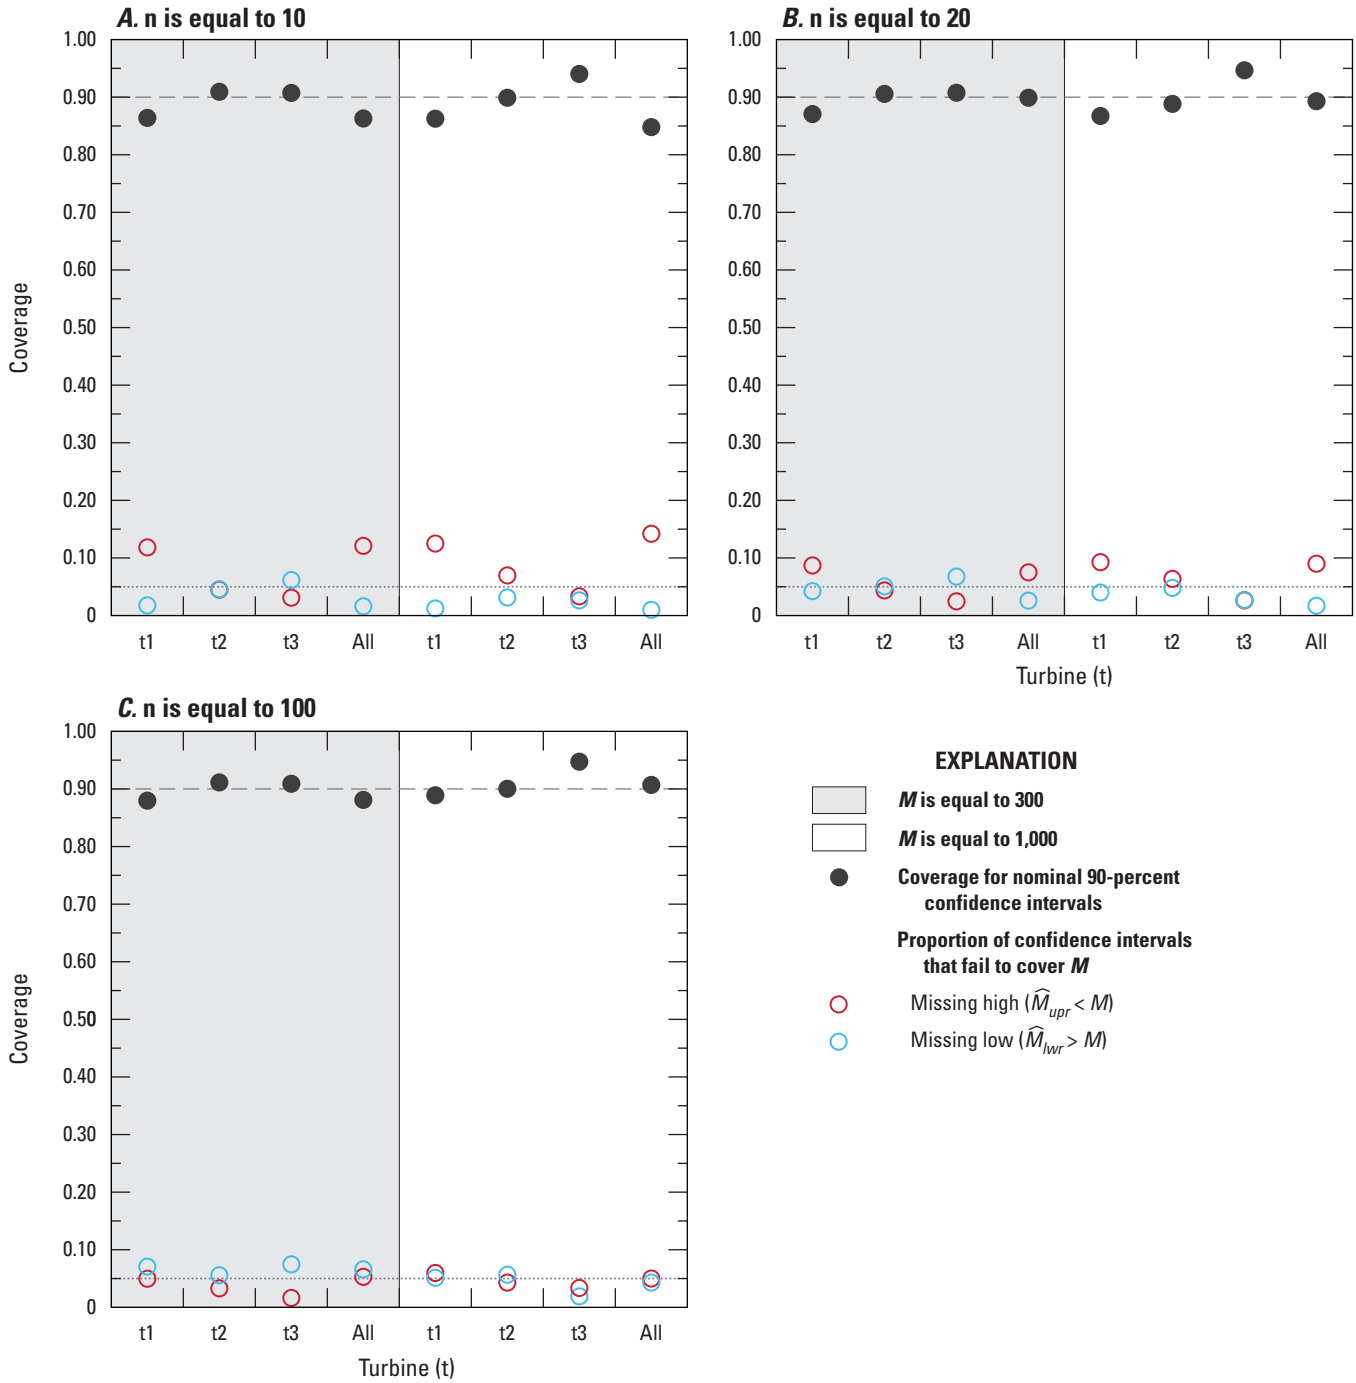 A. n is equal to 10
1.00
0.90
0.80
0.70
0.60
0.50
0.40
0.30
0.20
0.10
0
Coverage
t1 t2 t3 All t1 t2 t3 All
B. n is equal to 20
1.00
0.90
0.80
0.70
0.60
0.50
0.40
0.30
0.20
0.10
0
t1 t2 t3 All t1 t2 t3 All
Turbine (t)
C. n is equal to 100
1.00
0.90
0.80
0.70
0.60
0.50
0.40
0.30
0.20
0.10
0
Coverage
t1 t2 t3 All t1 t2 t3 All
Turbine (t)
EXPLANATION
M is equal to 300
M is equal to 1,000
Coverage for nominal 90-percent
confidence intervals
Proportion of confidence intervals
that fail to cover M
Missing high (M̂upr < M)
Missing low (M̂lwr > M)